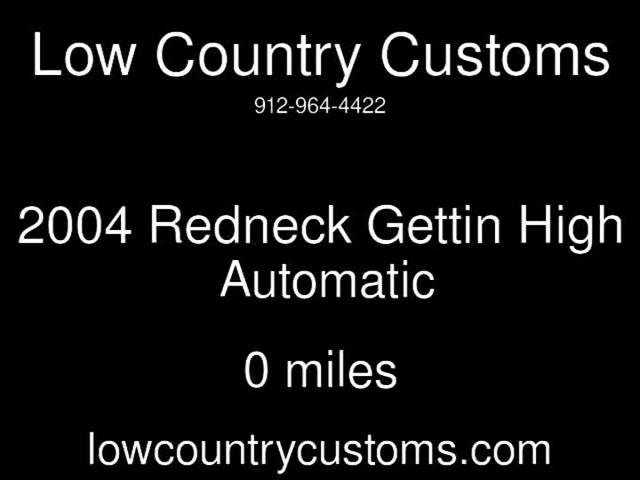 Low Country Customs
912-964-4422
2004 Redneck Gettin High
Automatic
0 miles
lowcountrycustoms.com